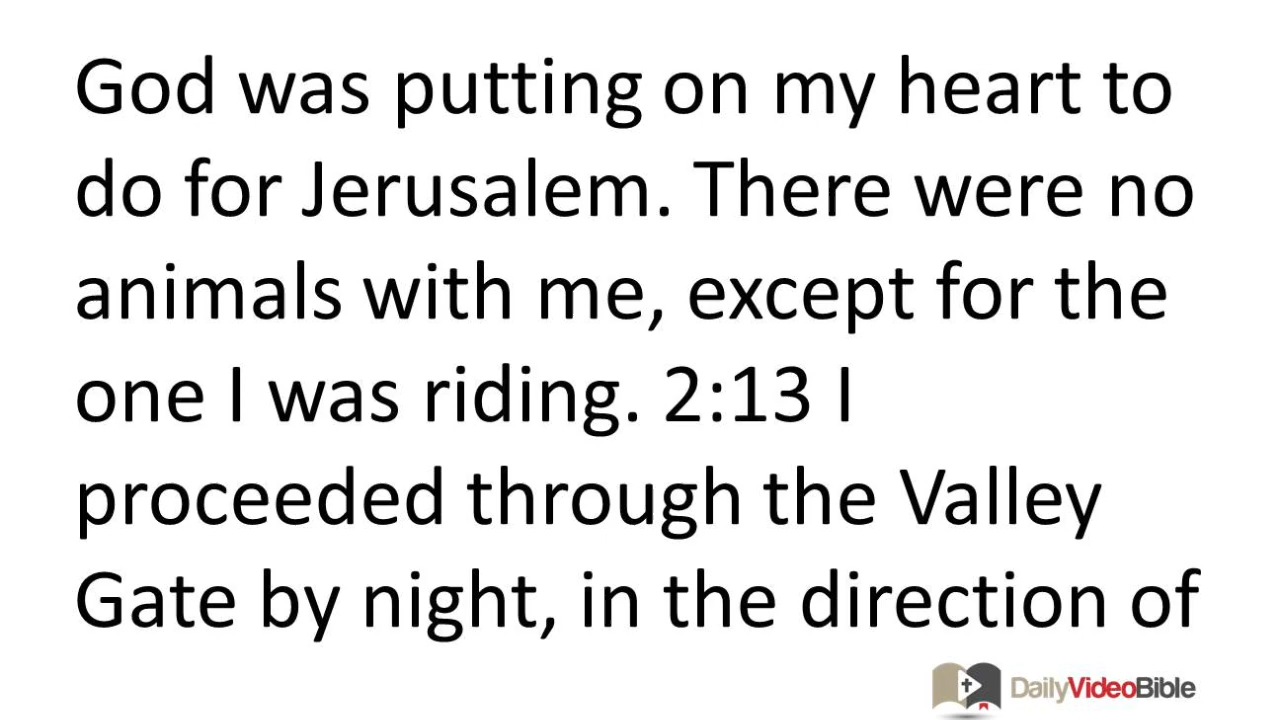 God was putting on my heart to
do for Jerusalem. There were no
animals with me, except for the
one I was riding. 2:13 I
proceeded through the Valley
Gate by night, in the direction of
DailyVideoBible